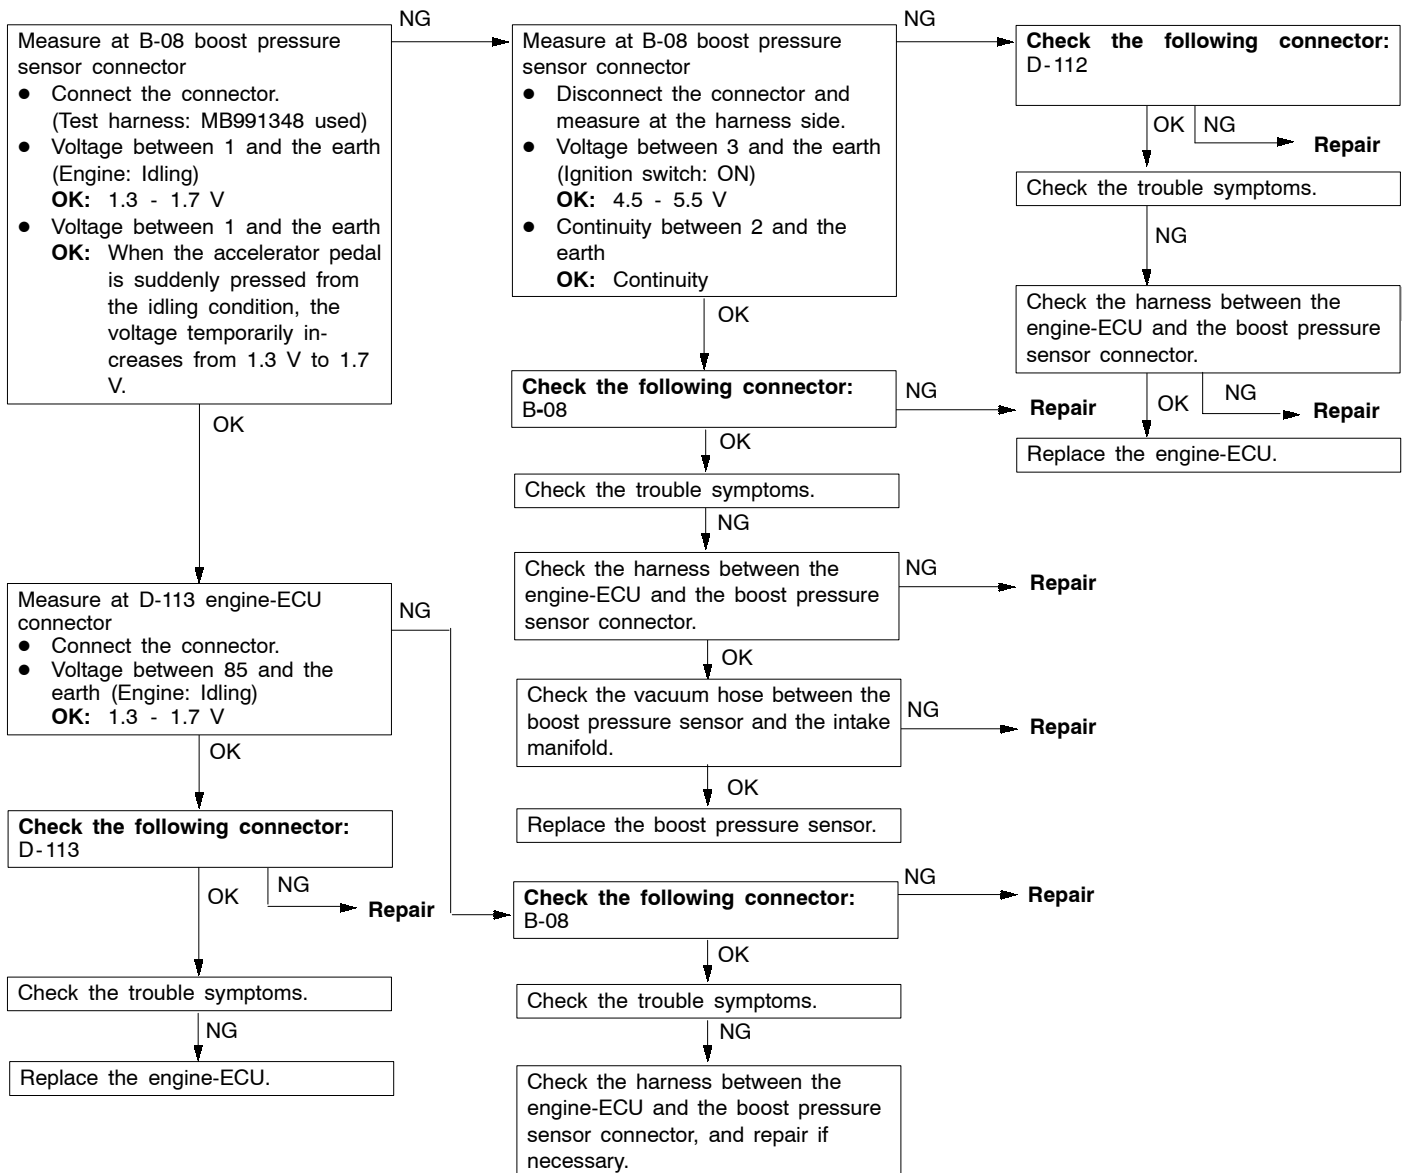 NG
Measure at B-08 boost pressure
sensor connector
● Connect the connector.
(Test harness: MB991348 used)
● Voltage between 1 and the earth
(Engine: Idling)
OK: 1.3 - 1.7 V
● Voltage between 1 and the earth
OK: When the accelerator pedal
is suddenly pressed from
the idling condition, the
voltage temporarily in-
creases from 1.3 V to 1.7
V.
OK
Measure at D-113 engine-ECU
connector
● Connect the connector.
● Voltage between 85 and the
earth (Engine: Idling)
OK: 1.3 - 1.7 V
NG
OK
Check the following connector:
D-113
OK
NG
Repair
Check the trouble symptoms.
NG
Replace the engine-ECU.
NG
Measure at B-08 boost pressure
sensor connector
● Disconnect the connector and
measure at the harness side.
● Voltage between 3 and the earth
(Ignition switch: ON)
OK: 4.5 - 5.5 V
● Continuity between 2 and the
earth
OK: Continuity
OK
Check the following connector:
B-08
NG
Repair
OK
Check the trouble symptoms.
NG
Check the harness between the
engine-ECU and the boost pressure
sensor connector.
NG
Repair
OK
Check the vacuum hose between the
boost pressure sensor and the intake
manifold.
NG
Repair
OK
Replace the boost pressure sensor.
Check the following connector:
B-08
NG
Repair
OK
Check the trouble symptoms.
NG
Check the harness between the
engine-ECU and the boost pressure
sensor connector, and repair if
necessary.
Check the following connector:
D-112
OK
NG
Repair
Check the trouble symptoms.
NG
Check the harness between the
engine-ECU and the boost pressure
sensor connector.
OK
NG
Repair
Replace the engine-ECU.